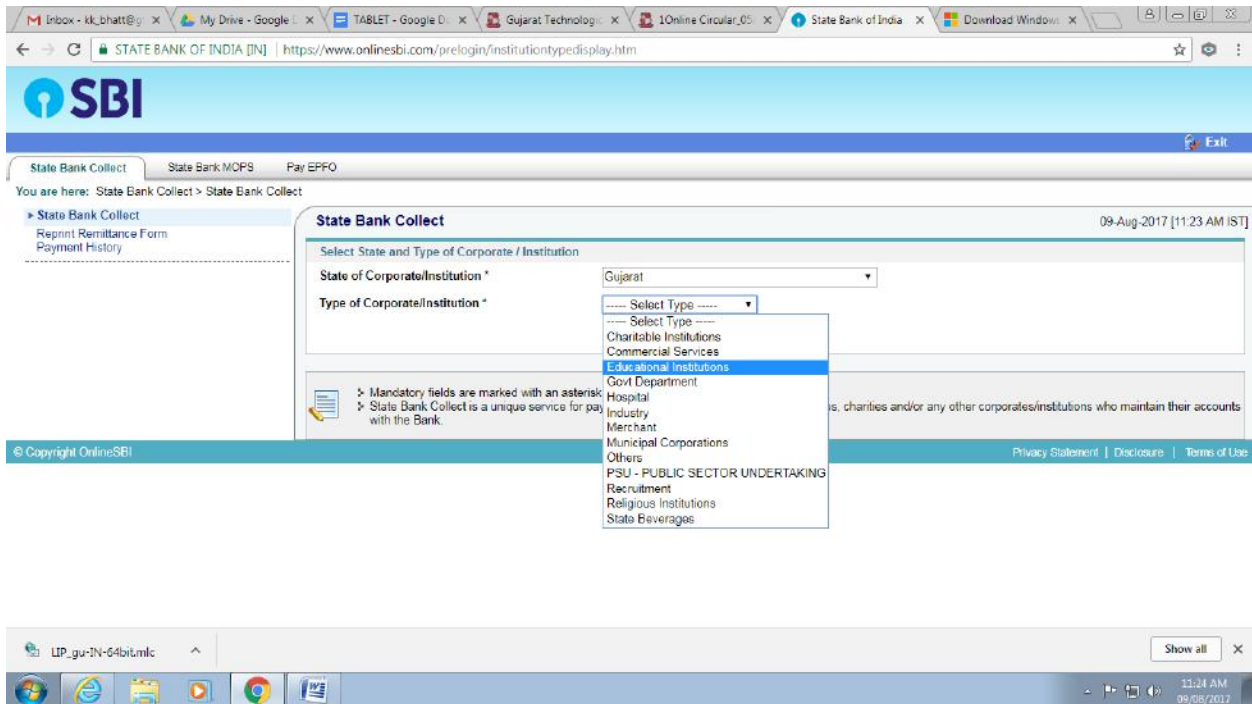 Inbox - kk_bhatt@g
My Drive - Google D
TABLET - Google D
Gujarat Technologic
1Online Circular_05
State Bank of India
Download Window
STATE BANK OF INDIA [IN] https://www.onlinesbi.com/prelogin/institutiontypedisplay.htm
SBI
Exit
State Bank Collect State Bank MOPS Pay EPFO
You are here: State Bank Collect > State Bank Collect
State Bank Collect
Reprint Remittance Form
Payment History
State Bank Collect 09-Aug-2017 [11:23 AM IST]
Select State and Type of Corporate / Institution
State of Corporate/Institution * Gujarat
Type of Corporate/Institution * ----- Select Type -----
----- Select Type -----
Charitable Institutions
Commercial Services
Educational Institutions
Govt Department
Hospital
Industry
Merchant
Municipal Corporations
Others
PSU - PUBLIC SECTOR UNDERTAKING
Recruitment
Religious Institutions
State Beverages
Mandatory fields are marked with an asterisk
State Bank Collect is a unique service for pay s, charities and/or any other corporates/institutions who maintain their accounts
with the Bank.
© Copyright OnlineSBI Privacy Statement | Disclosure | Terms of Use
LIP_gu-IN-64bit.mlc Show all
11:24 AM
09/08/2017